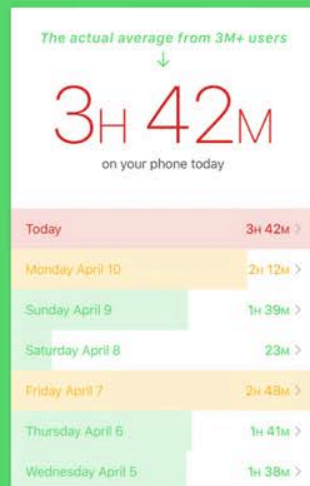 The actual average from 3M+ users
↓
3H 42M
on your phone today
Today 3H 42M >
Monday April 10 2H 12M >
Sunday April 9 1H 39M >
Saturday April 8 23M >
Friday April 7 2H 48M >
Thursday April 6 1H 41M >
Wednesday April 5 1H 38M >